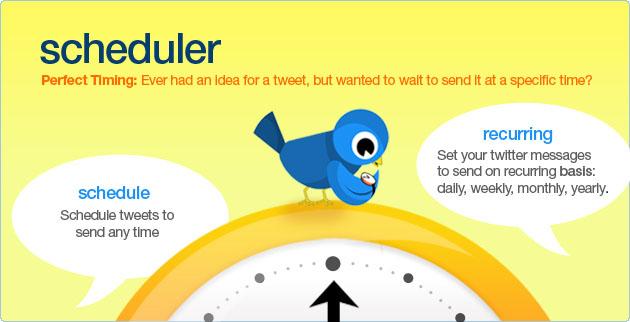 scheduler
Perfect Timing: Ever had an idea for a tweet, but wanted to wait to send it at a specific time?
recurring
Set your twitter messages
to send on recurring basis:
daily, weekly, monthly, yearly.
schedule
Schedule tweets to
send any time